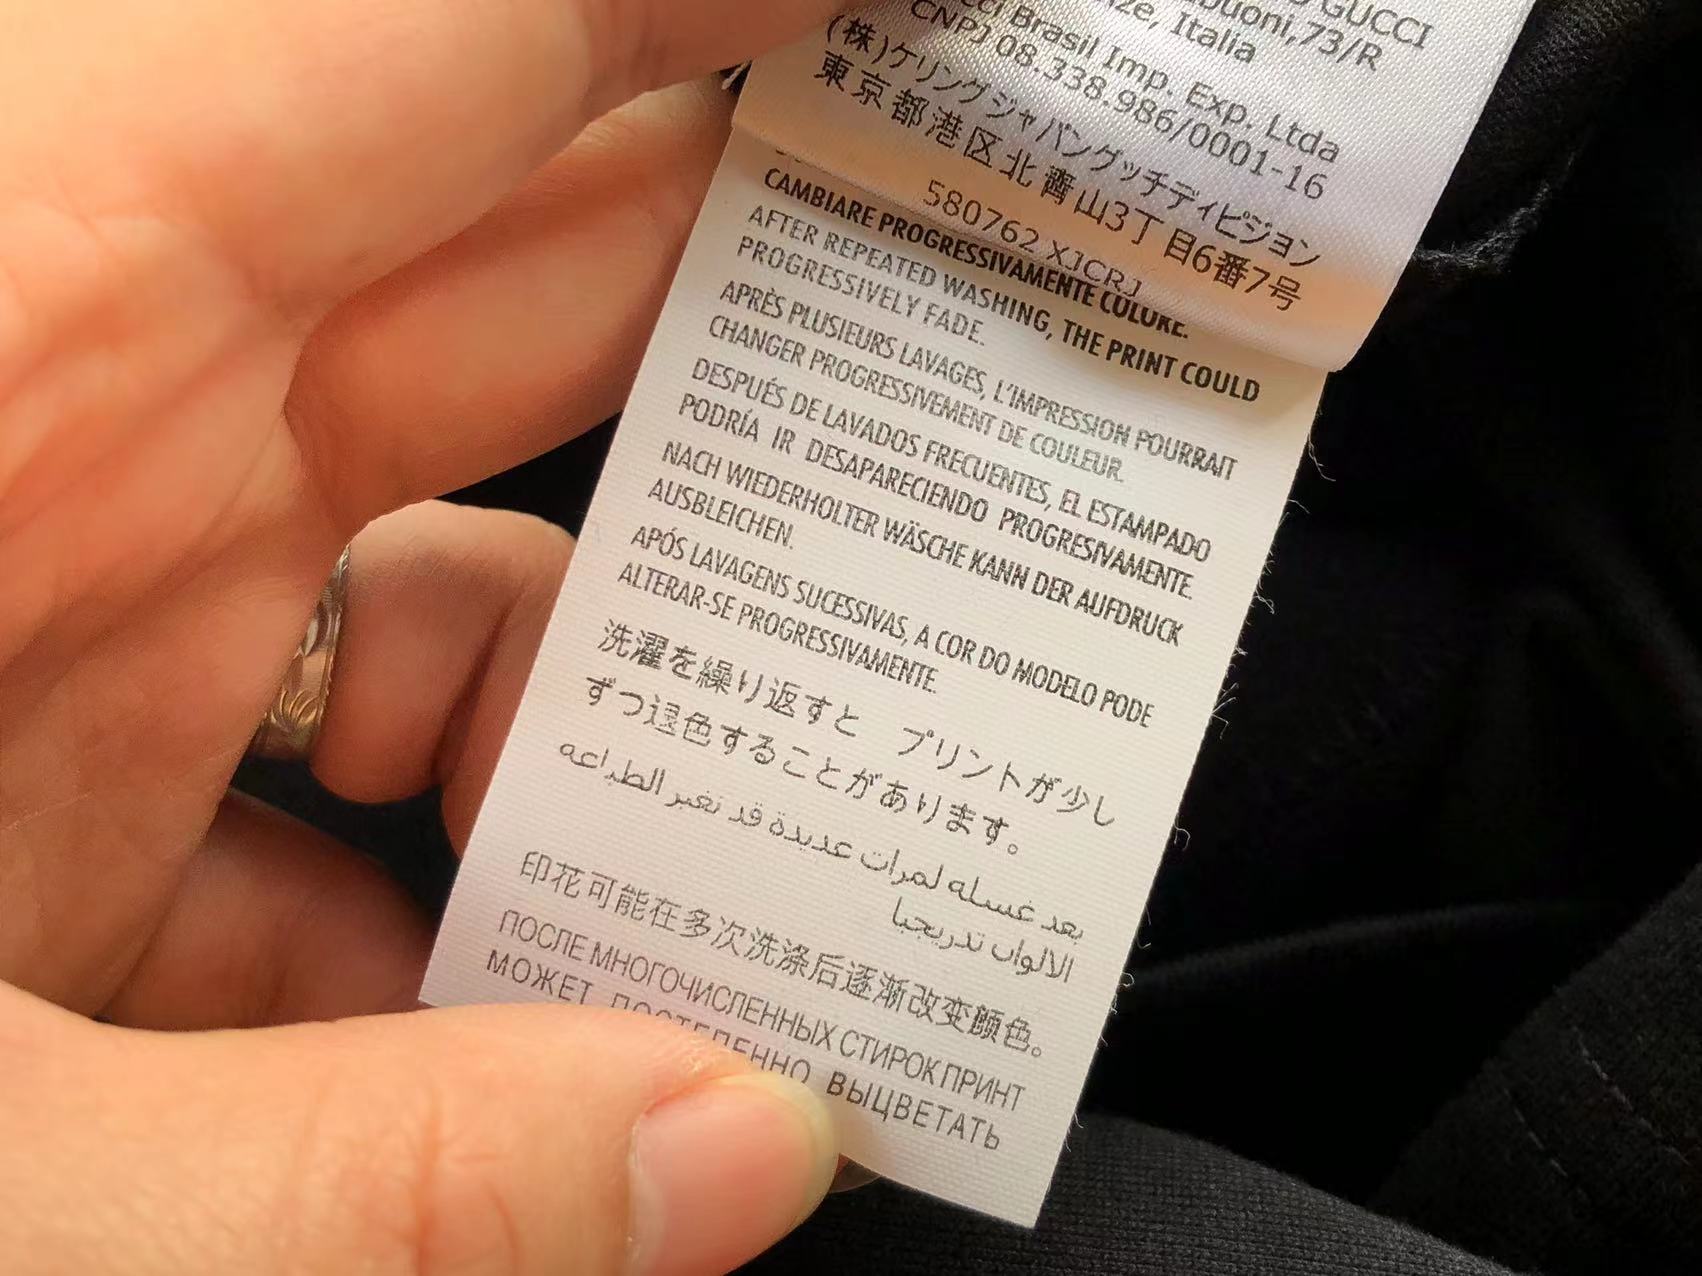 GUCCI
buoni,73/R
Italia
Brasil Imp. Exp. Ltda
CNPJ 08.338.986/0001-16
(株)ケリングジャパングッチディビジョン
東京都港区北青山3丁目6番7号
580762 XJCRJ
CAMBIARE PROGRESSIVAMENTE COLORE.
AFTER REPEATED WASHING, THE PRINT COULD
PROGRESSIVELY FADE.
APRÈS PLUSIEURS LAVAGES, L'IMPRESSION POURRAIT
CHANGER PROGRESSIVEMENT DE COULEUR.
DESPUÉS DE LAVADOS FRECUENTES, EL ESTAMPADO
PODRÍA IR DESAPARECIENDO PROGRESIVAMENTE.
NACH WIEDERHOLTER WÄSCHE KANN DER AUFDRUCK
AUSBLEICHEN.
APÓS LAVAGENS SUCESSIVAS, A COR DO MODELO PODE
ALTERAR-SE PROGRESSIVAMENTE.
洗濯を繰り返すと プリントが少し
ずつ退色することがあります。
بعد غسله لمرات عديدة قد تغير الطباعه
الالوان تدريجيا
印花可能在多次洗涤后逐渐改变颜色。
ПОСЛЕ МНОГОЧИСЛЕННЫХ СТИРОК ПРИНТ
МОЖЕТ ПОСТЕПЕННО ВЫЦВЕТАТЬ